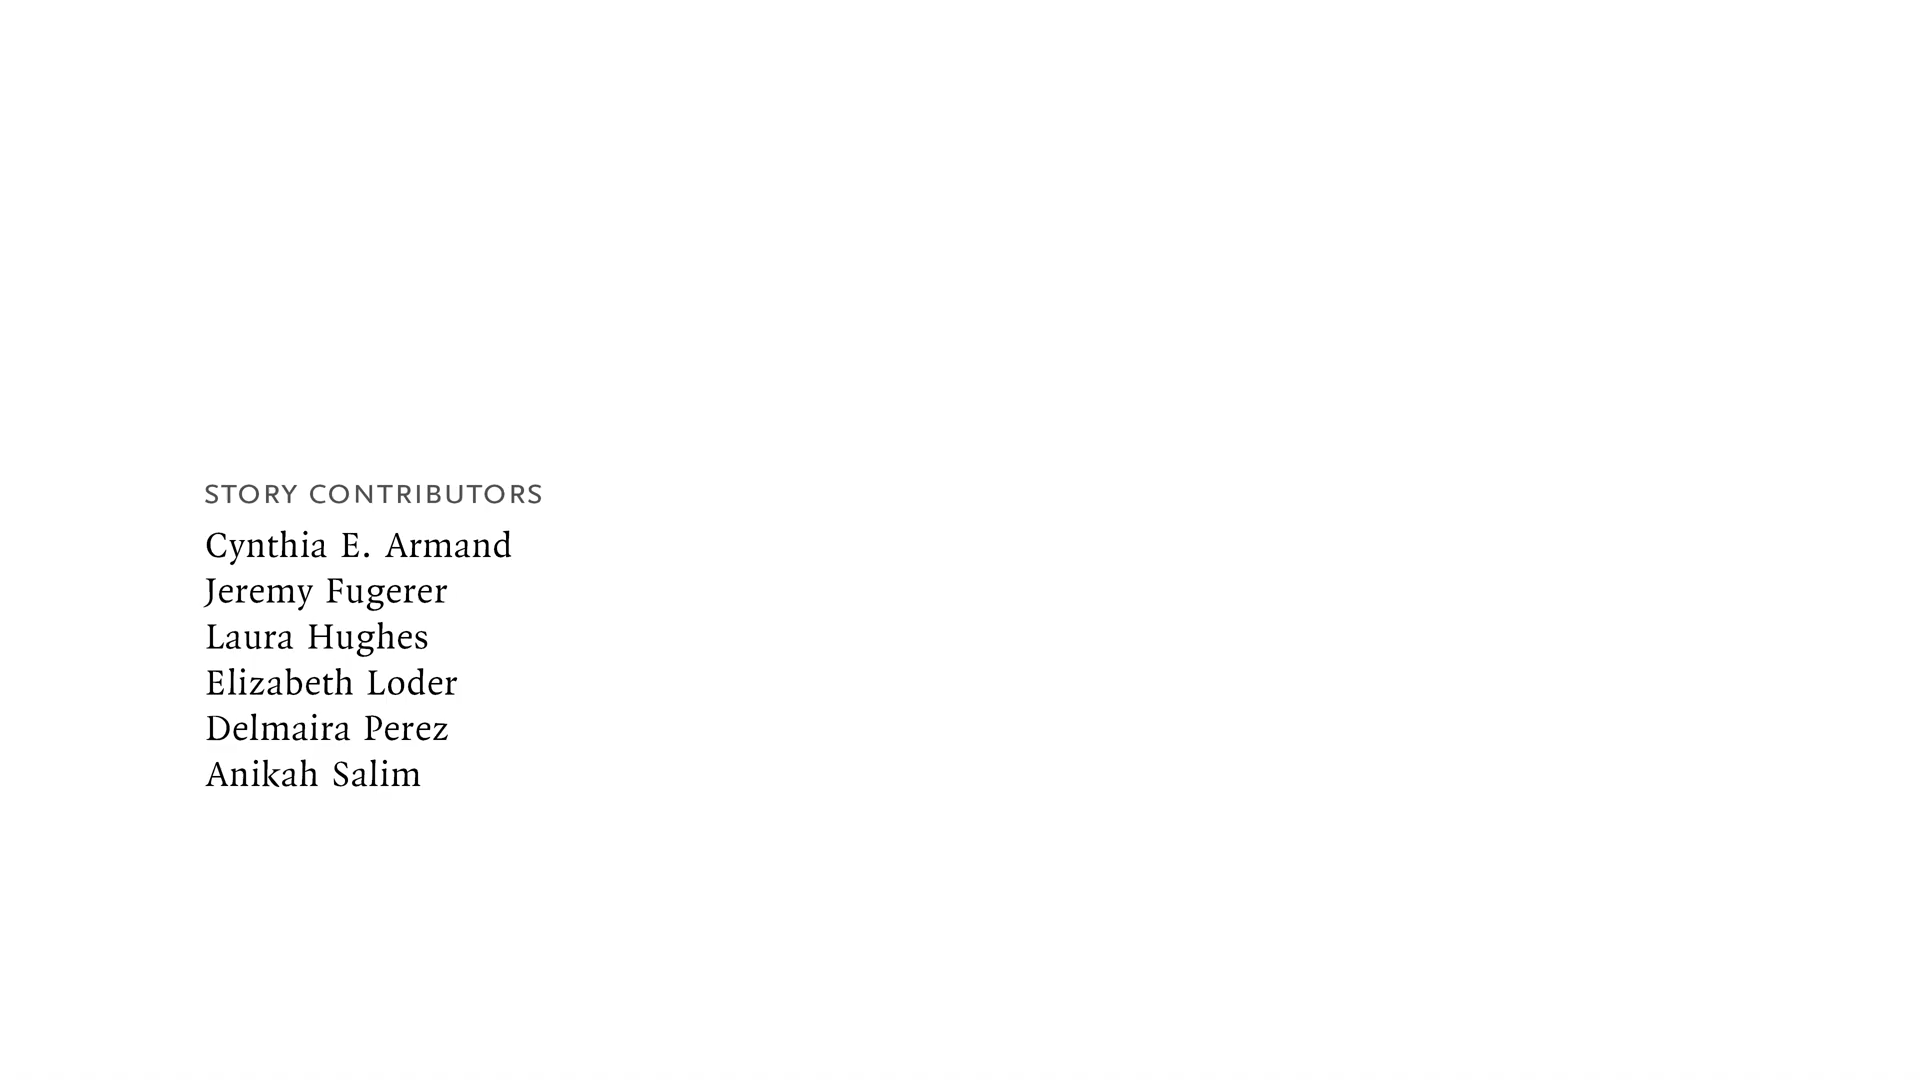 STORY CONTRIBUTORS
Cynthia E. Armand
Jeremy Fugerer
Laura Hughes
Elizabeth Loder
Delmaira Perez
Anikah Salim